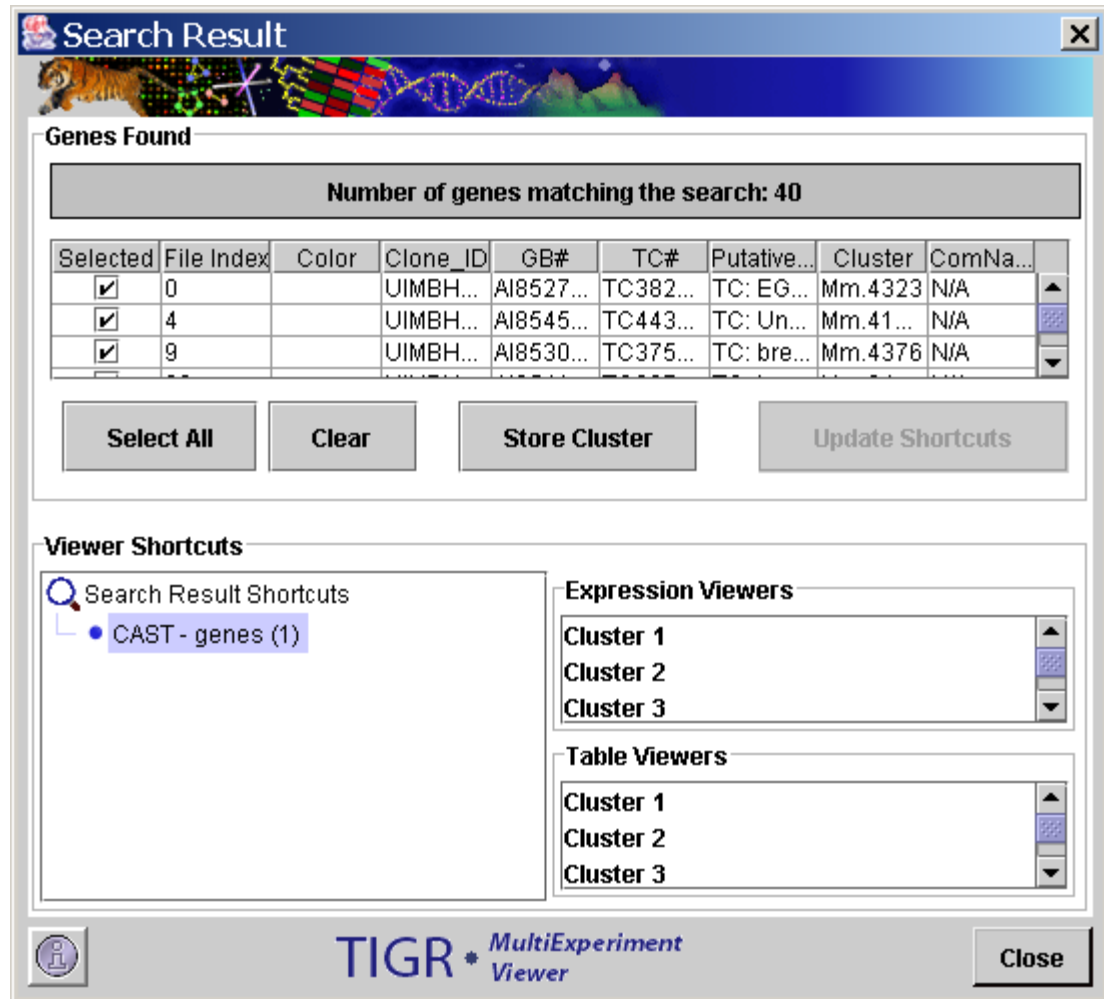 Search Result
Genes Found
Number of genes matching the search: 40
Selected File Index Color Clone_ID GB# TC# Putative... Cluster ComNa...
0 UIMBH... AI8527... TC382... TC: EG... Mm.4323 N/A
4 UIMBH... AI8545... TC443... TC: Un... Mm.41... N/A
9 UIMBH... AI8530... TC375... TC: bre... Mm.4376 N/A
Select All Clear Store Cluster Update Shortcuts
Viewer Shortcuts
Search Result Shortcuts
CAST - genes (1)
Expression Viewers
Cluster 1
Cluster 2
Cluster 3
Table Viewers
Cluster 1
Cluster 2
Cluster 3
TIGR • MultiExperiment
Viewer
Close